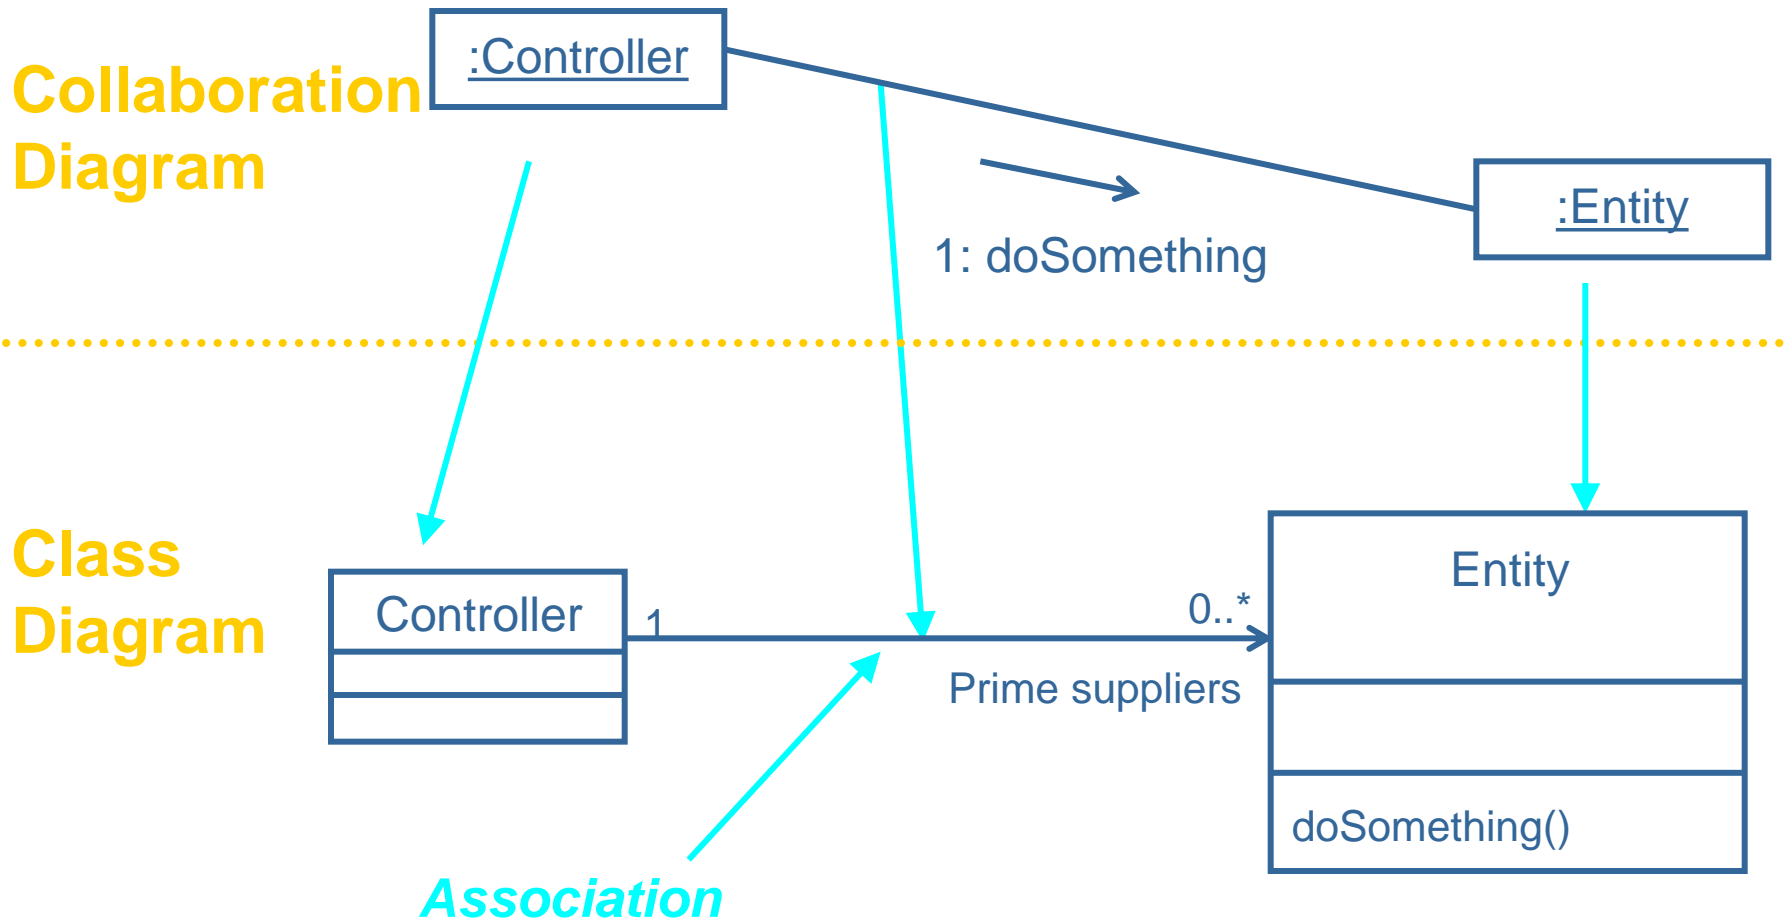 :Controller
Collaboration
Diagram
:Entity
1: doSomething
Class
Diagram
Controller
1
0..*
Entity
Prime suppliers
doSomething()
Association